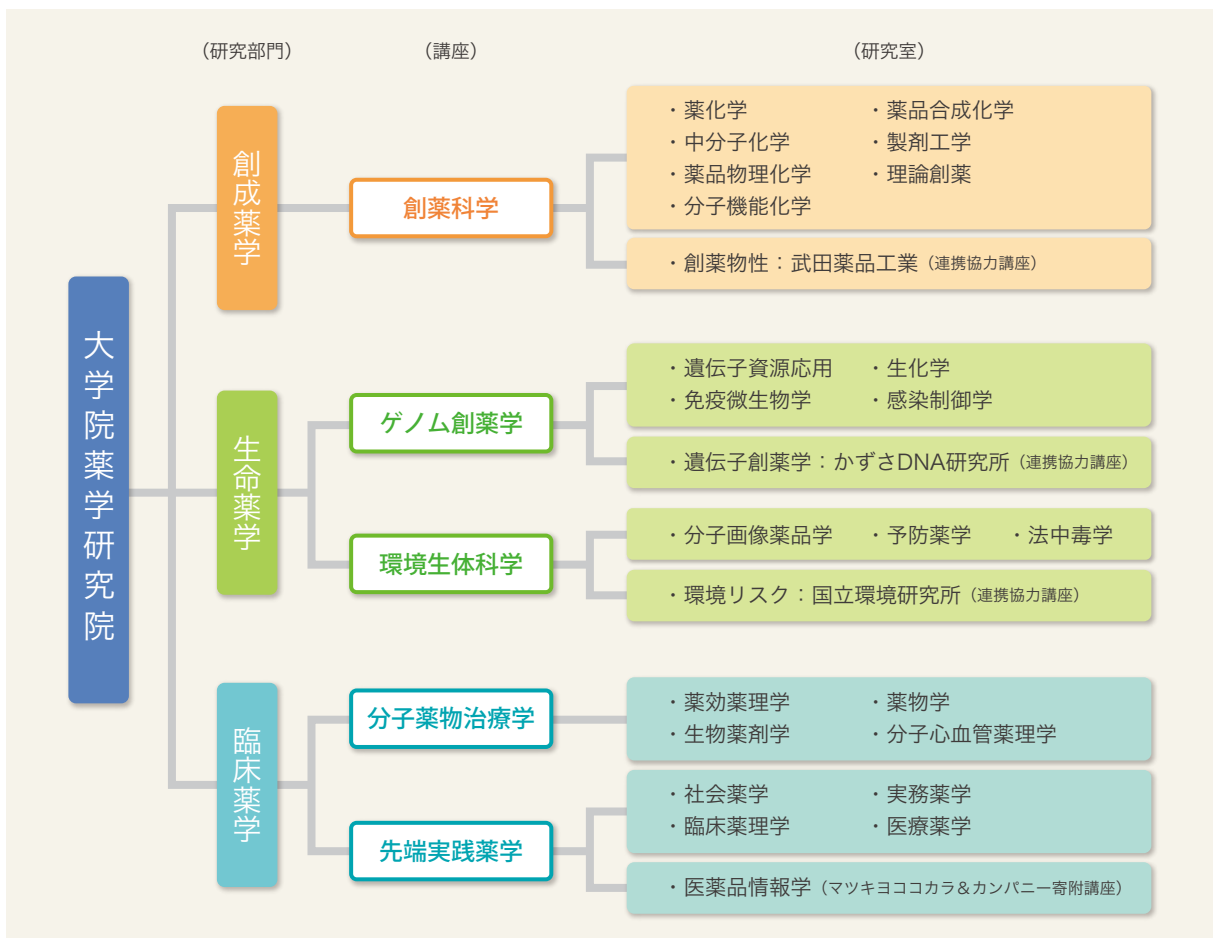 （研究部門）
（講座）
（研究室）
大学院薬学研究院
創成薬学
創薬科学
・薬化学
・薬品合成化学
・中分子化学
・製剤工学
・薬品物理化学
・理論創薬
・分子機能化学
・創薬物性：武田薬品工業（連携協力講座）
生命薬学
ゲノム創薬学
・遺伝子資源応用
・生化学
・免疫微生物学
・感染制御学
・遺伝子創薬学：かずさDNA研究所（連携協力講座）
環境生体科学
・分子画像薬品学
・予防薬学
・法中毒学
・環境リスク：国立環境研究所（連携協力講座）
臨床薬学
分子薬物治療学
・薬効薬理学
・薬物学
・生物薬剤学
・分子心血管薬理学
先端実践薬学
・社会薬学
・実務薬学
・臨床薬理学
・医療薬学
・医薬品情報学（マツキヨココカラ＆カンパニー寄附講座）